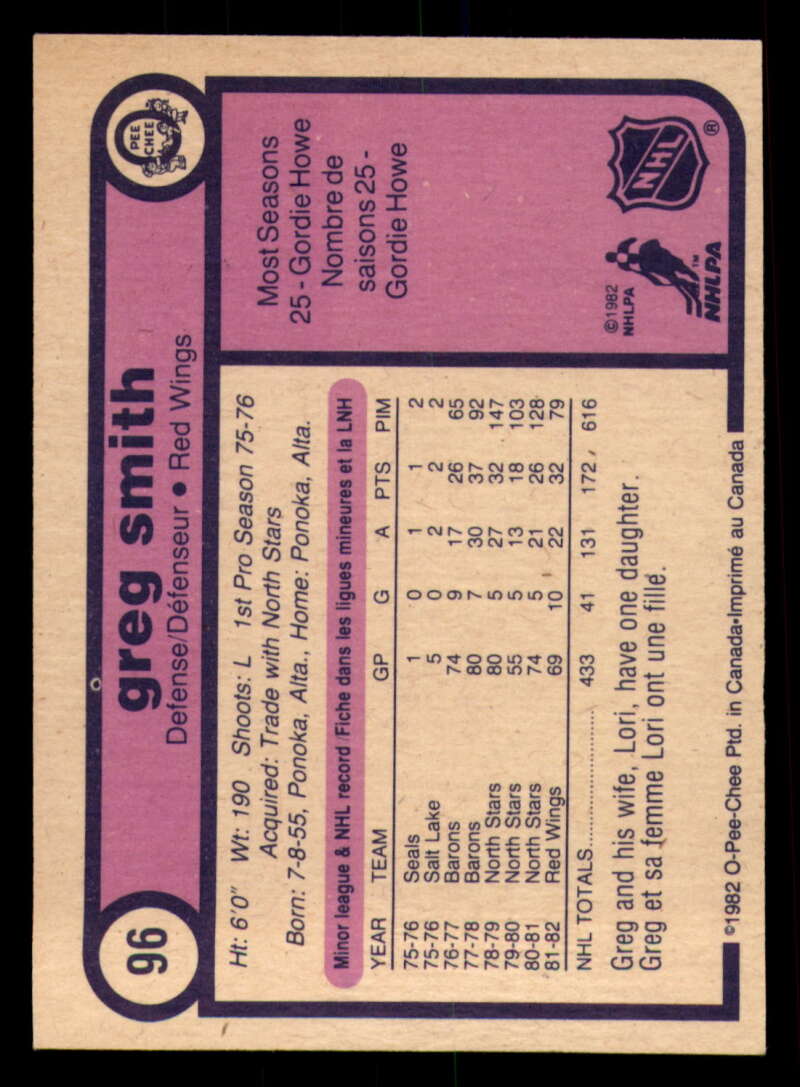 96
greg smith
Defense/Défenseur • Red Wings
PEE
CHEE
Ht: 6'0" Wt: 190 Shoots: L 1st Pro Season 75-76
Acquired: Trade with North Stars
Born: 7-8-55, Ponoka, Alta., Home: Ponoka, Alta.
Minor league & NHL record/Fiche dans les ligues mineures et la LNH
YEAR TEAM GP G A PTS PIM
75-76 Seals 1 0 1 1 2
75-76 Salt Lake 5 0 2 2 2
76-77 Barons 74 9 17 26 65
77-78 Barons 80 7 30 37 92
78-79 North Stars 80 5 27 32 147
79-80 North Stars 55 5 13 18 103
80-81 North Stars 74 5 21 26 128
81-82 Red Wings 69 10 22 32 79
NHL TOTALS.................... 433 41 131 172 616
Greg and his wife, Lori, have one daughter.
Greg et sa femme Lori ont une fille.
©1982 O-Pee-Chee Ptd. in Canada•Imprimé au Canada
Most Seasons
25 - Gordie Howe
Nombre de
saisons 25 -
Gordie Howe
©1982
NHLPA
™
NHLPA
NHL
®